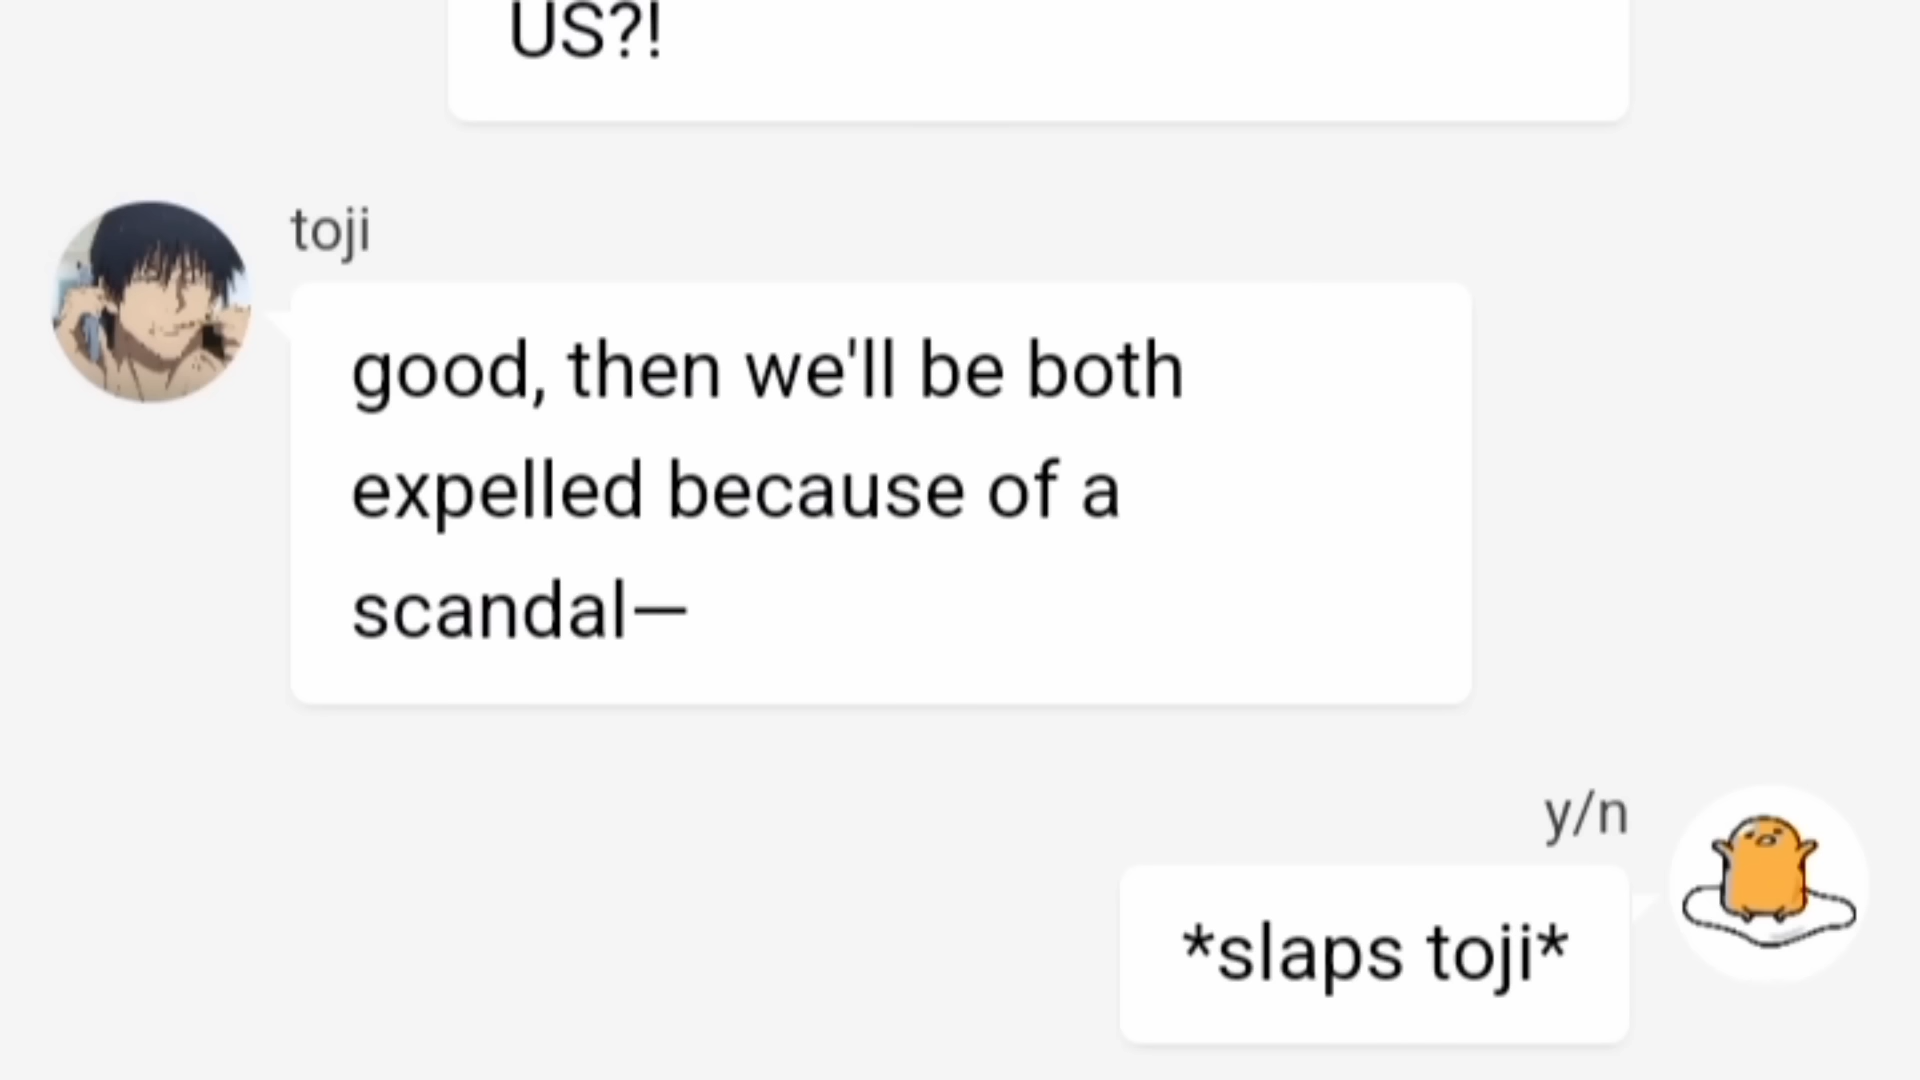 US?!
toji
good, then we'll be both
expelled because of a
scandal—
y/n
*slaps toji*